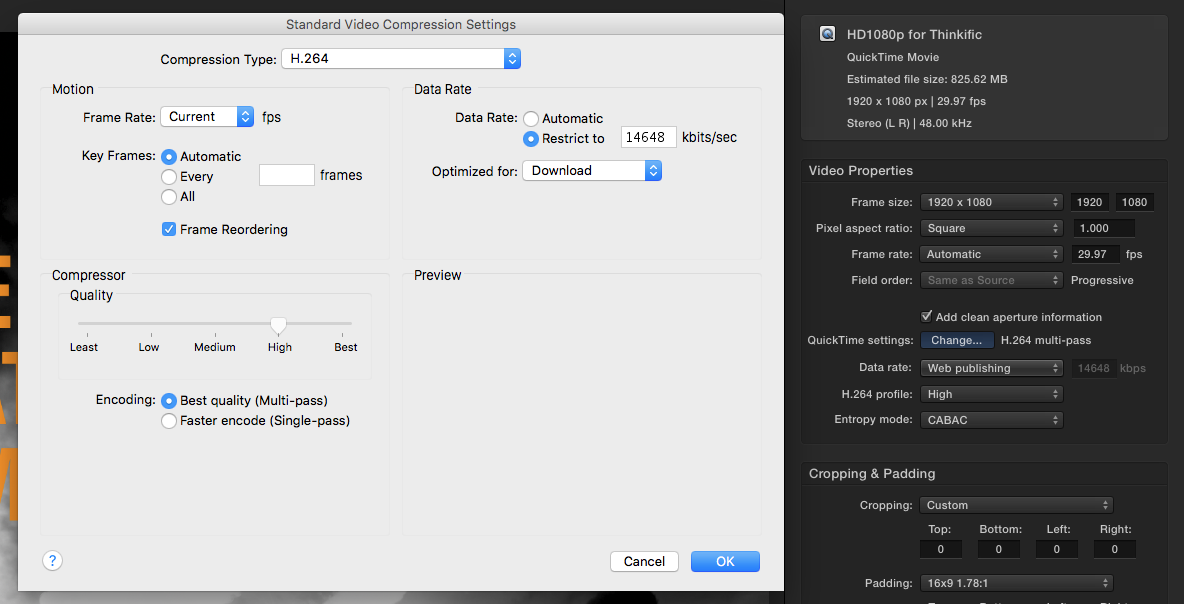 Standard Video Compression Settings
Compression Type: H.264
Motion
Frame Rate: Current fps
Key Frames: Automatic
Every frames
All
Frame Reordering
Data Rate
Data Rate: Automatic
Restrict to 14648 kbits/sec
Optimized for: Download
Compressor
Quality
Least Low Medium High Best
Encoding: Best quality (Multi-pass)
Faster encode (Single-pass)
Preview
?
Cancel OK
HD1080p for Thinkific
QuickTime Movie
Estimated file size: 825.62 MB
1920 x 1080 px | 29.97 fps
Stereo (L R) | 48.00 kHz
Video Properties
Frame size: 1920 x 1080 1920 1080
Pixel aspect ratio: Square 1.000
Frame rate: Automatic 29.97 fps
Field order: Same as Source Progressive
Add clean aperture information
QuickTime settings: Change... H.264 multi-pass
Data rate: Web publishing 14648 kbps
H.264 profile: High
Entropy mode: CABAC
Cropping & Padding
Cropping: Custom
Top: Bottom: Left: Right:
0 0 0 0
Padding: 16x9 1.78:1